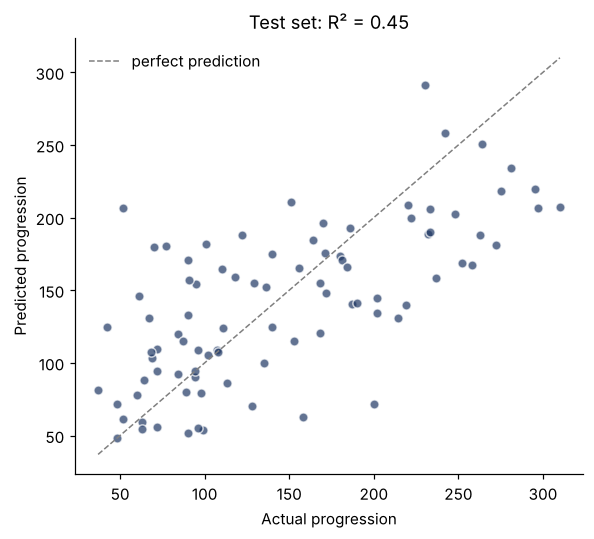 Test set: R² = 0.45
perfect prediction
Predicted progression
300
250
200
150
100
50
50 100 150 200 250 300
Actual progression